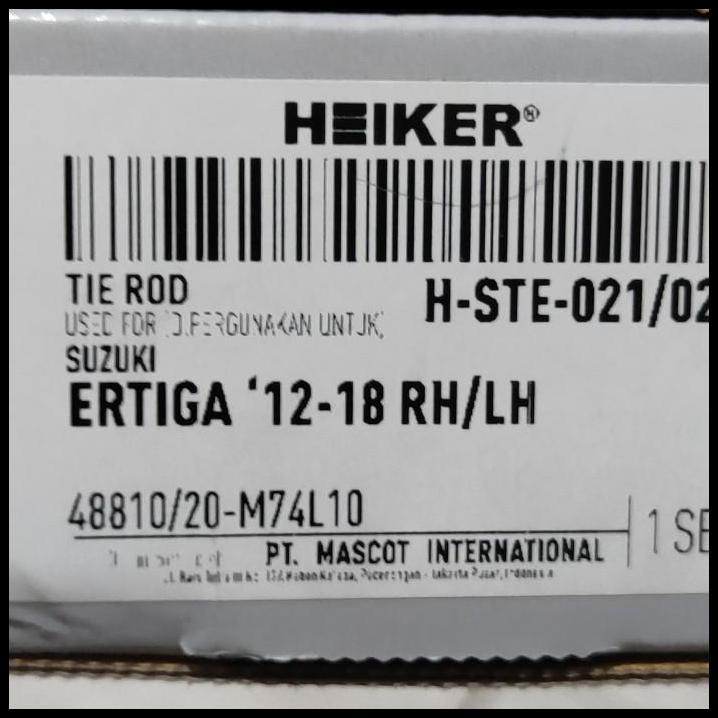 HEIKER®
TIE ROD
H-STE-021/02
USED FOR (DIPERGUNAKAN UNTUK)
SUZUKI
ERTIGA '12-18 RH/LH
48810/20-M74L10
1 SE
PT. MASCOT INTERNATIONAL